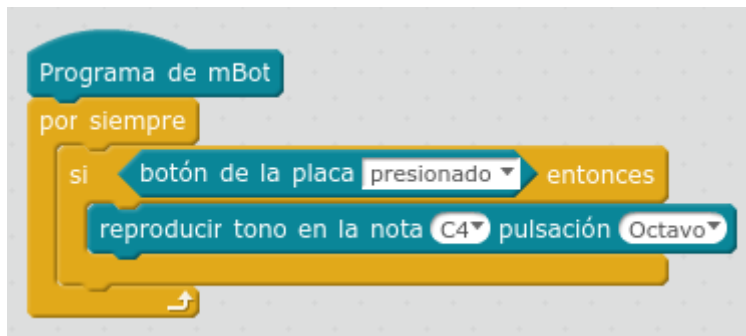 Programa de mBot
por siempre
si botón de la placa presionado entonces
reproducir tono en la nota C4 pulsación Octavo